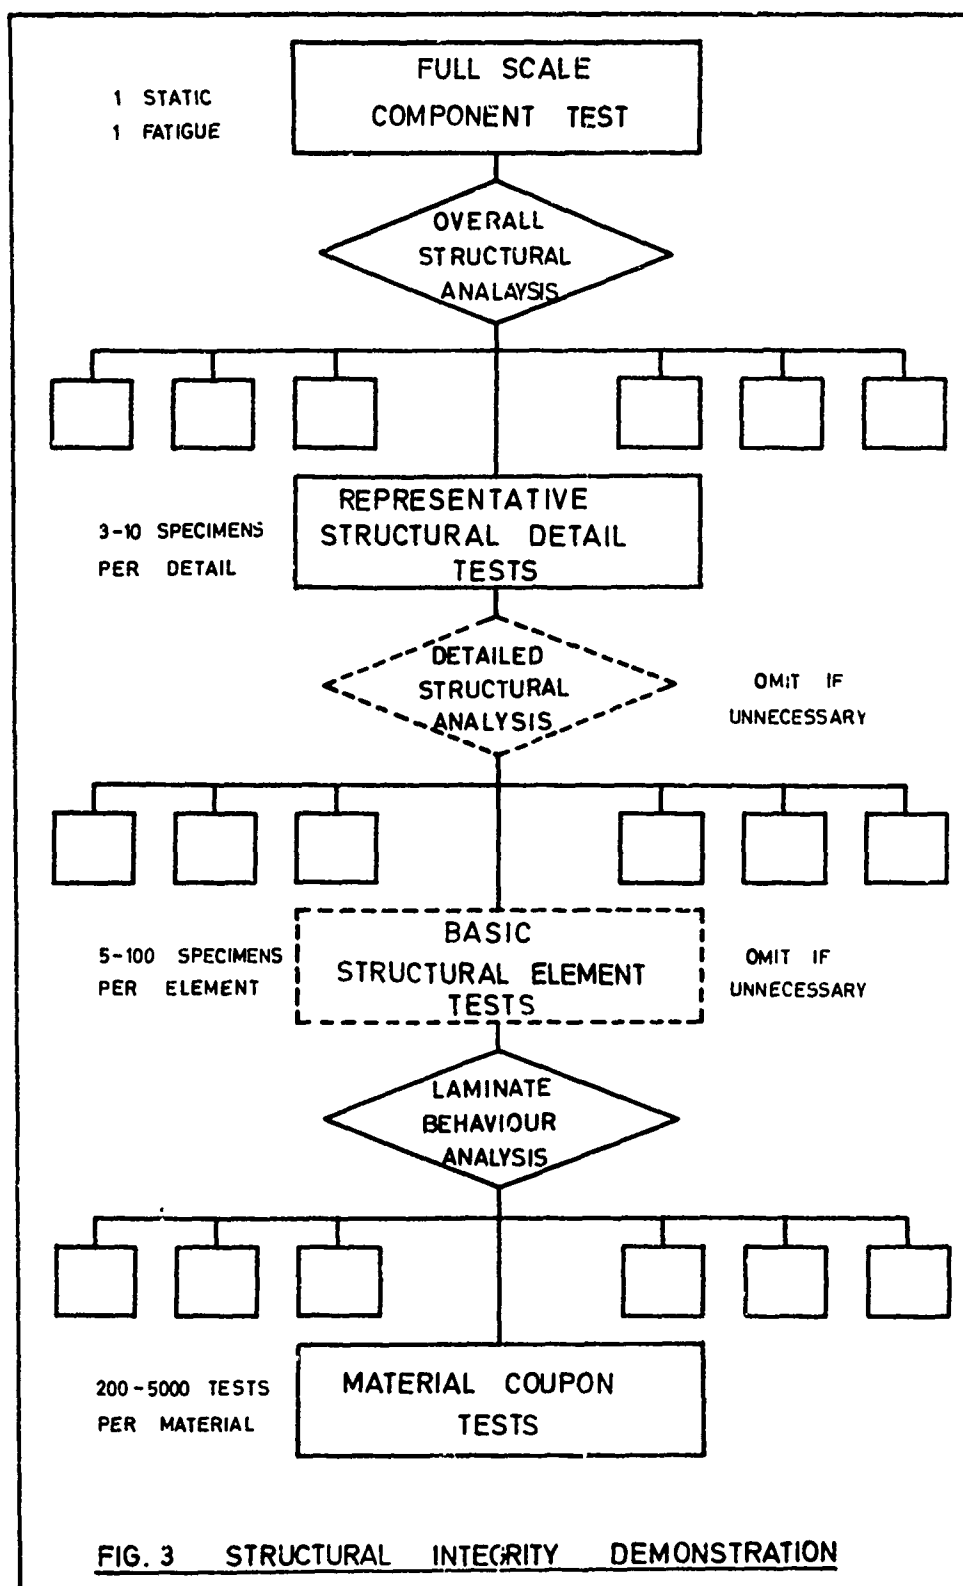 FULL SCALE
COMPONENT TEST
1 STATIC
1 FATIGUE
OVERALL
STRUCTURAL
ANALAYSIS
REPRESENTATIVE
STRUCTURAL DETAIL
TESTS
3-10 SPECIMENS
PER DETAIL
DETAILED
STRUCTURAL
ANALYSIS
OMIT IF
UNNECESSARY
BASIC
STRUCTURAL ELEMENT
TESTS
5-100 SPECIMENS
PER ELEMENT
OMIT IF
UNNECESSARY
LAMINATE
BEHAVIOUR
ANALYSIS
MATERIAL COUPON
TESTS
200-5000 TESTS
PER MATERIAL
FIG. 3 STRUCTURAL INTEGRITY DEMONSTRATION